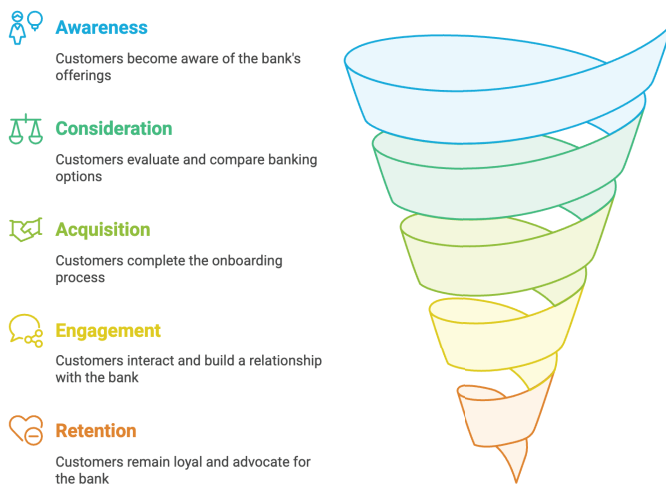 Awareness
Customers become aware of the bank's
offerings
Consideration
Customers evaluate and compare banking
options
Acquisition
Customers complete the onboarding
process
Engagement
Customers interact and build a relationship
with the bank
Retention
Customers remain loyal and advocate for
the bank